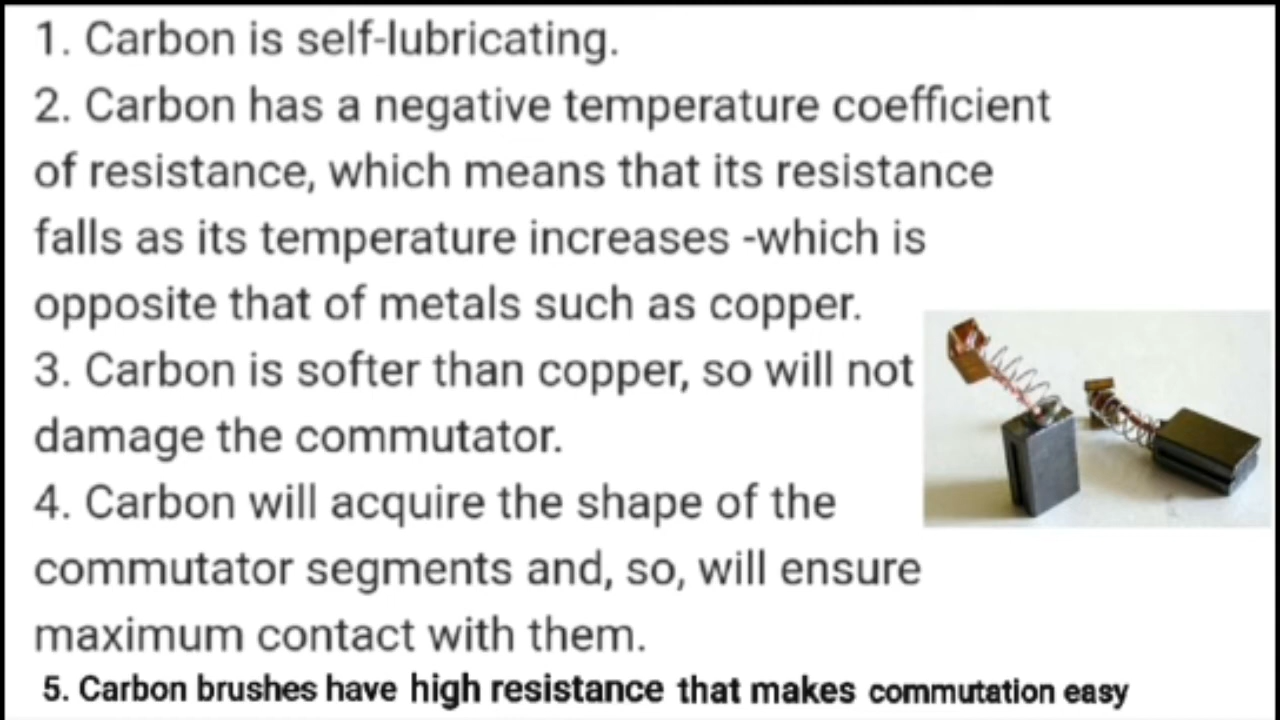 1. Carbon is self-lubricating.
2. Carbon has a negative temperature coefficient
of resistance, which means that its resistance
falls as its temperature increases -which is
opposite that of metals such as copper.
3. Carbon is softer than copper, so will not
damage the commutator.
4. Carbon will acquire the shape of the
commutator segments and, so, will ensure
maximum contact with them.
5. Carbon brushes have high resistance that makes commutation easy